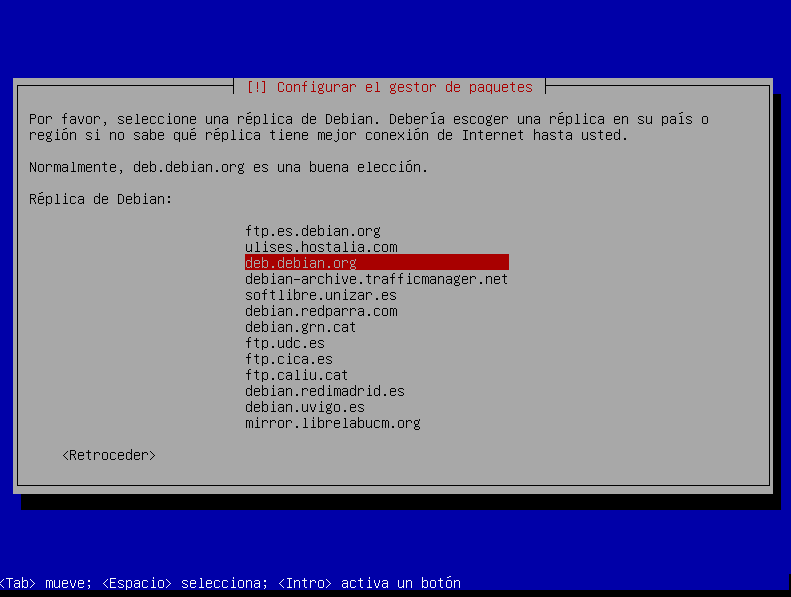 [!] Configurar el gestor de paquetes
Por favor, seleccione una réplica de Debian. Debería escoger una réplica en su país o
región si no sabe qué réplica tiene mejor conexión de Internet hasta usted.
Normalmente, deb.debian.org es una buena elección.
Réplica de Debian:
ftp.es.debian.org
ulises.hostalia.com
deb.debian.org
debian-archive.trafficmanager.net
softlibre.unizar.es
debian.redparra.com
debian.grn.cat
ftp.udc.es
ftp.cica.es
ftp.caliu.cat
debian.redimadrid.es
debian.uvigo.es
mirror.librelabucm.org
<Retroceder>
<Tab> mueve; <Espacio> selecciona; <Intro> activa un botón